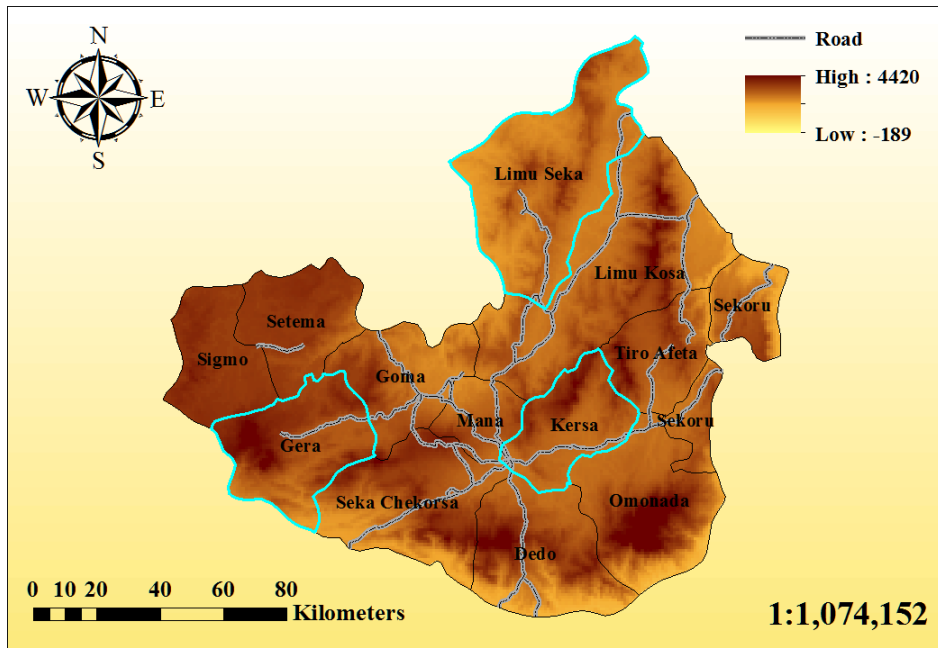 N
W E
S
Road
High : 4420
Low : -189
Limu Seka
Limu Kosa
Sekoru
Setema
Sigmo
Tiro Afeta
Goma
Mana
Kersa
Sekoru
Gera
Seka Chekorsa
Omonada
Dedo
0 10 20 40 60 80
Kilometers
1:1,074,152